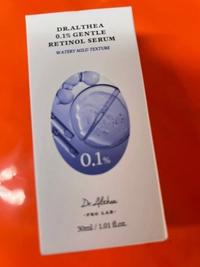 DR.ALTHEA
0.1% GENTLE
RETINOL SERUM
WATERY MILD TEXTURE
0.1%
Dr. Althea
-PRO LAB-
30ml / 1.01 fl.oz.